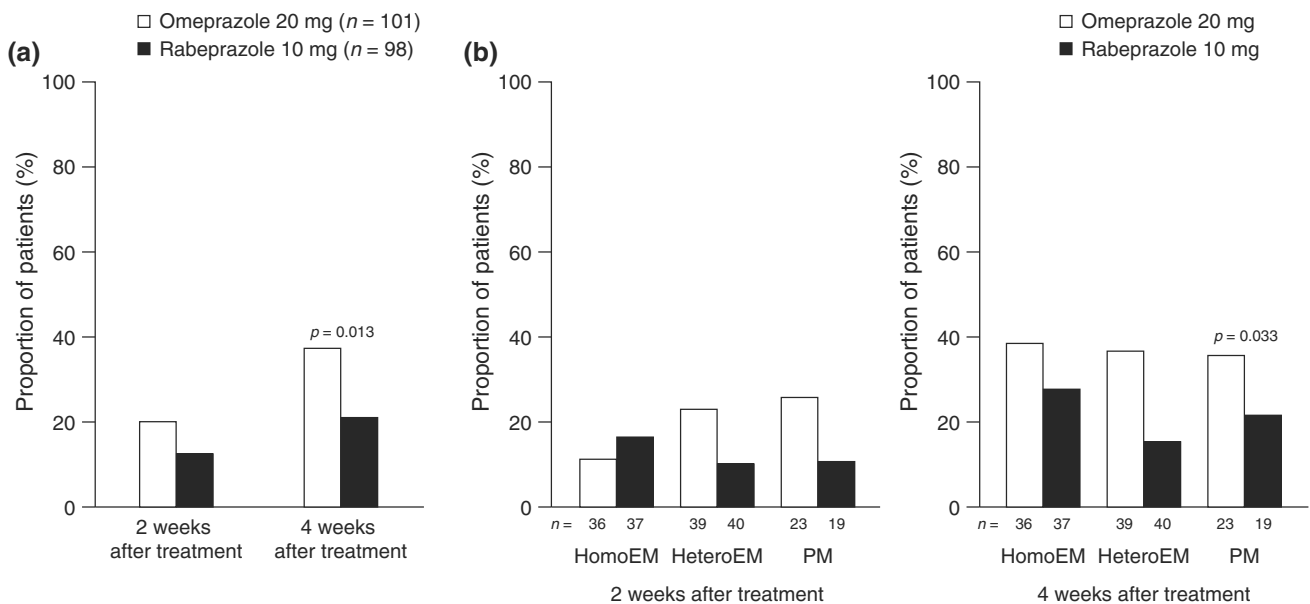 (a)
Omeprazole 20 mg (n = 101)
Rabeprazole 10 mg (n = 98)
Proportion of patients (%)
100
80
60
40
20
0
p = 0.013
2 weeks
after treatment
4 weeks
after treatment
(b)
Proportion of patients (%)
100
80
60
40
20
0
n = 36 37 39 40 23 19
HomoEM HeteroEM PM
2 weeks after treatment
Omeprazole 20 mg
Rabeprazole 10 mg
Proportion of patients (%)
100
80
60
40
20
0
p = 0.033
n = 36 37 39 40 23 19
HomoEM HeteroEM PM
4 weeks after treatment